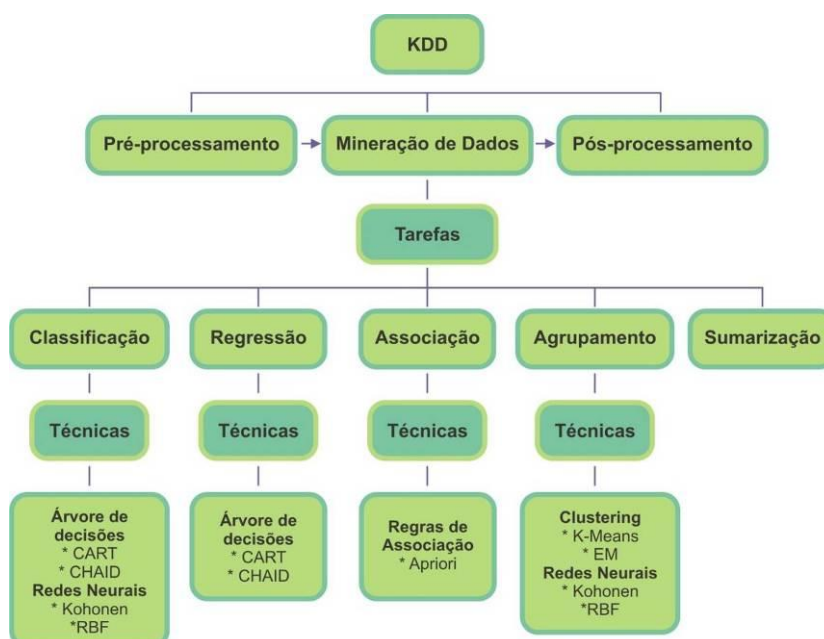 KDD
Pré-processamento
Mineração de Dados
Pós-processamento
Tarefas
Classificação
Regressão
Associação
Agrupamento
Sumarização
Técnicas
Técnicas
Técnicas
Técnicas
Árvore de
decisões
* CART
* CHAID
Redes Neurais
* Kohonen
*RBF
Árvore de
decisões
* CART
* CHAID
Regras de
Associação
* Apriori
Clustering
* K-Means
* EM
Redes Neurais
* Kohonen
* RBF